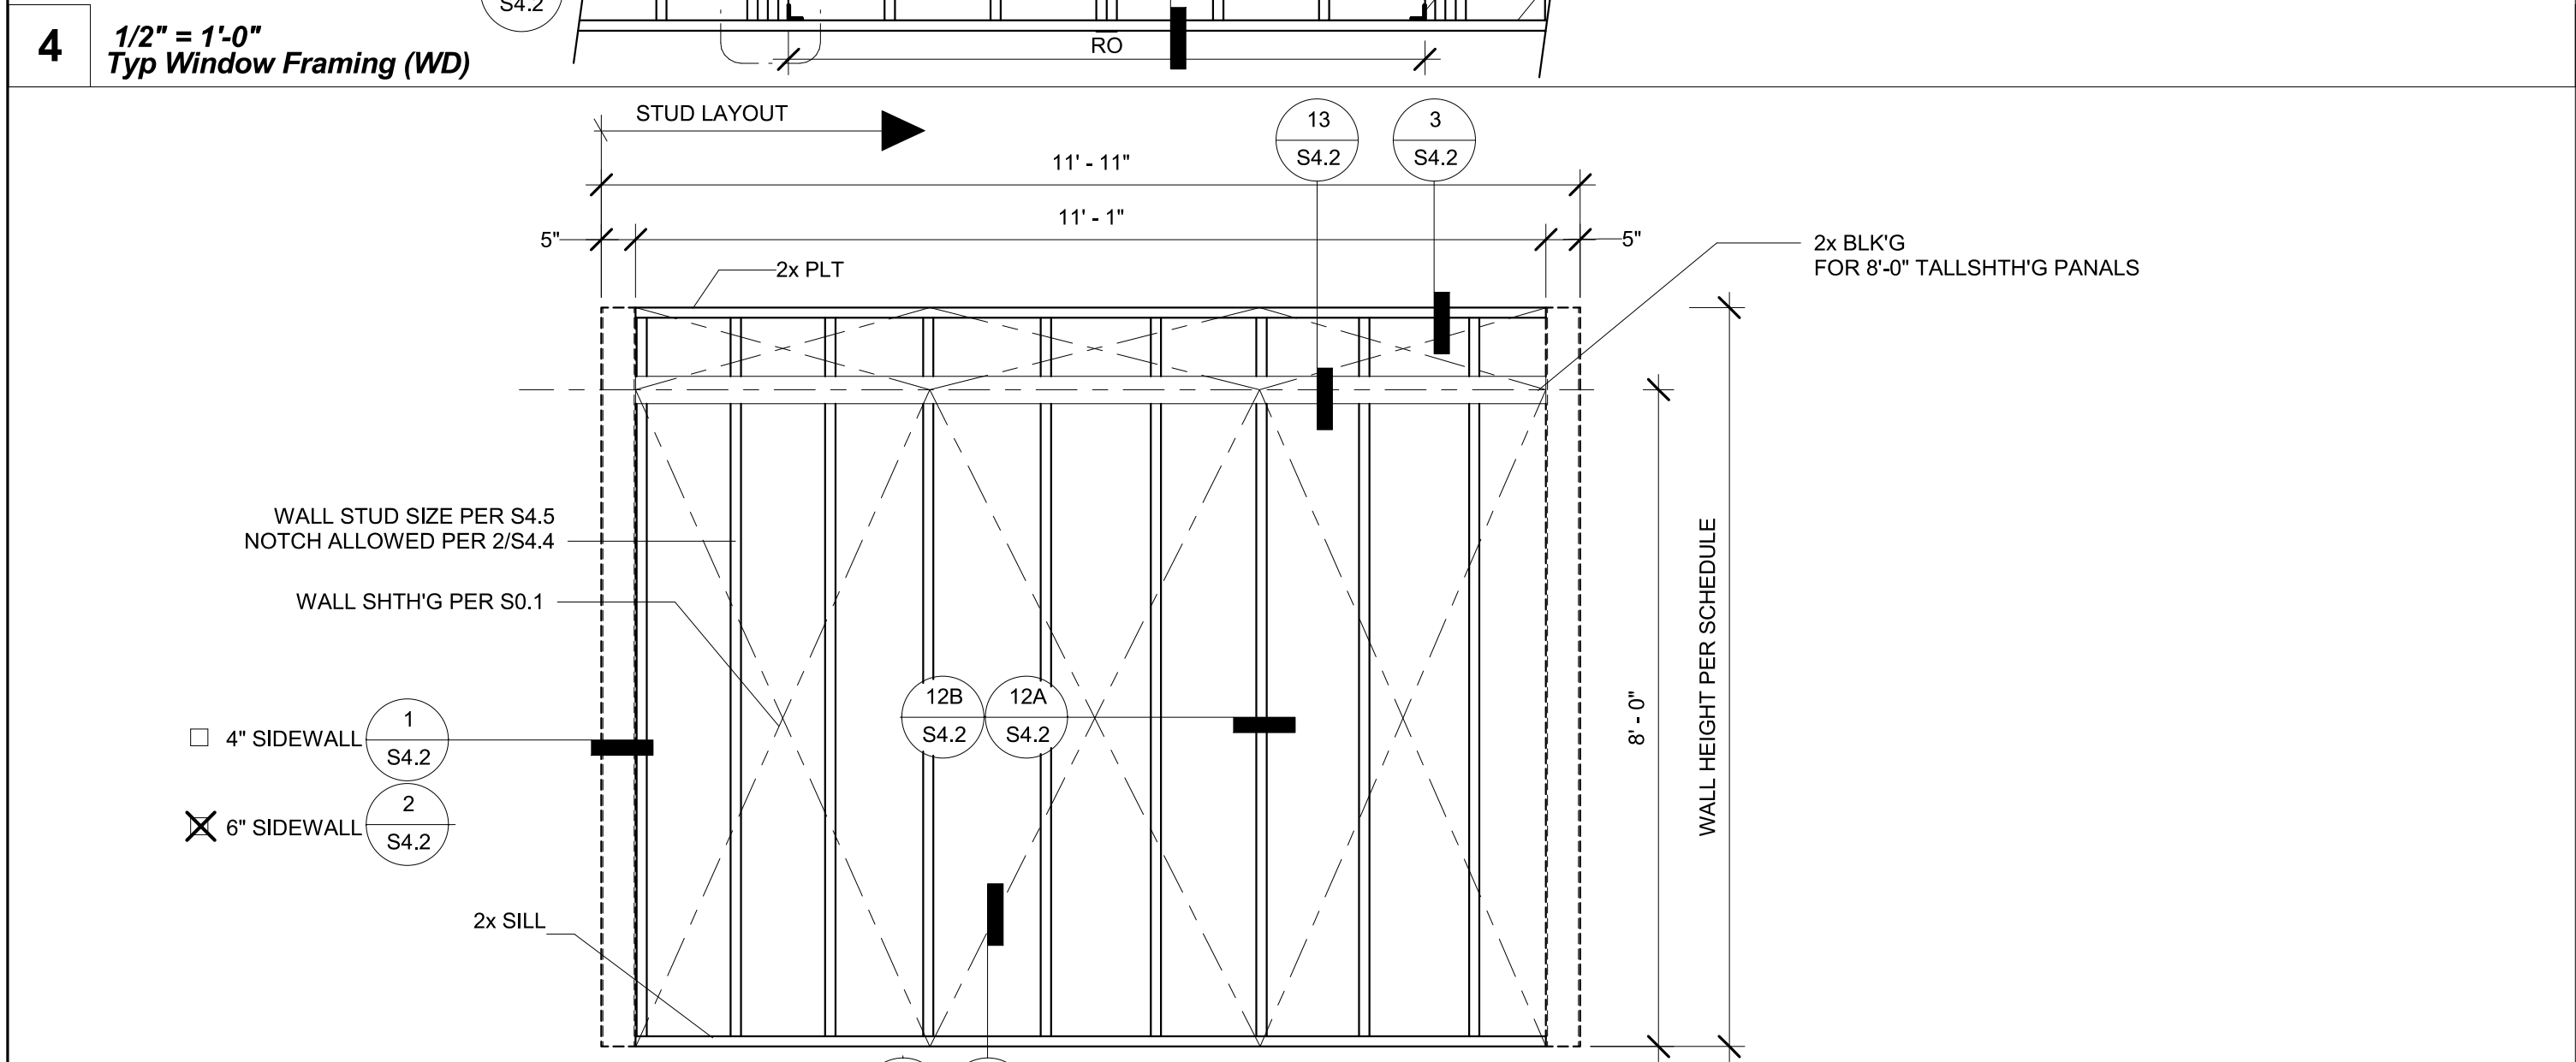 S4.2
4
1/2" = 1'-0"
Typ Window Framing (WD)
RO
STUD LAYOUT
13
S4.2
3
S4.2
11' - 11"
11' - 1"
5"
5"
2x PLT
2x BLK'G
FOR 8'-0" TALLSHTH'G PANALS
WALL STUD SIZE PER S4.5
NOTCH ALLOWED PER 2/S4.4
WALL SHTH'G PER S0.1
WALL HEIGHT PER SCHEDULE
8' - 0"
12B
S4.2
12A
S4.2
4" SIDEWALL
1
S4.2
6" SIDEWALL
2
S4.2
2x SILL